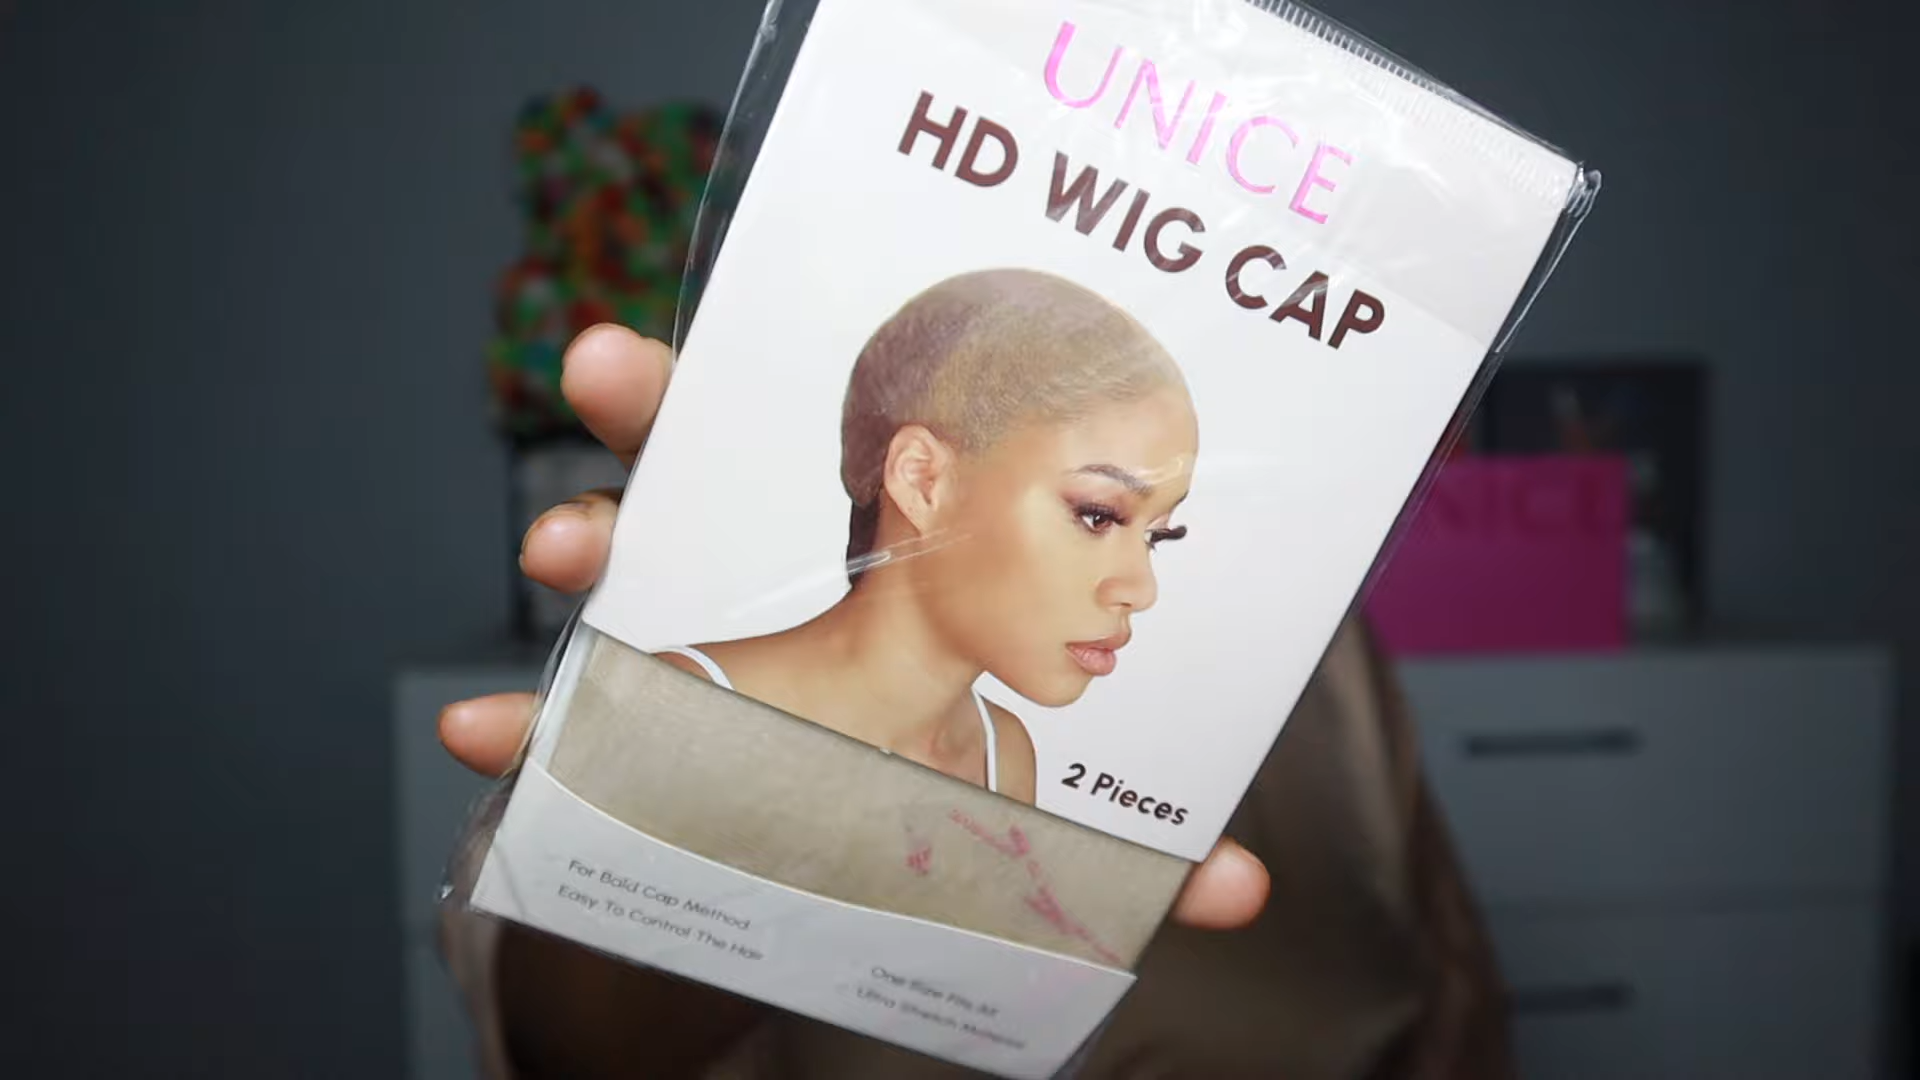 UNICE
HD WIG CAP
2 Pieces
For Bald Cap Method
Easy To Control The Hair
One Size Fits All
Ultra Stretch Material
UNICE